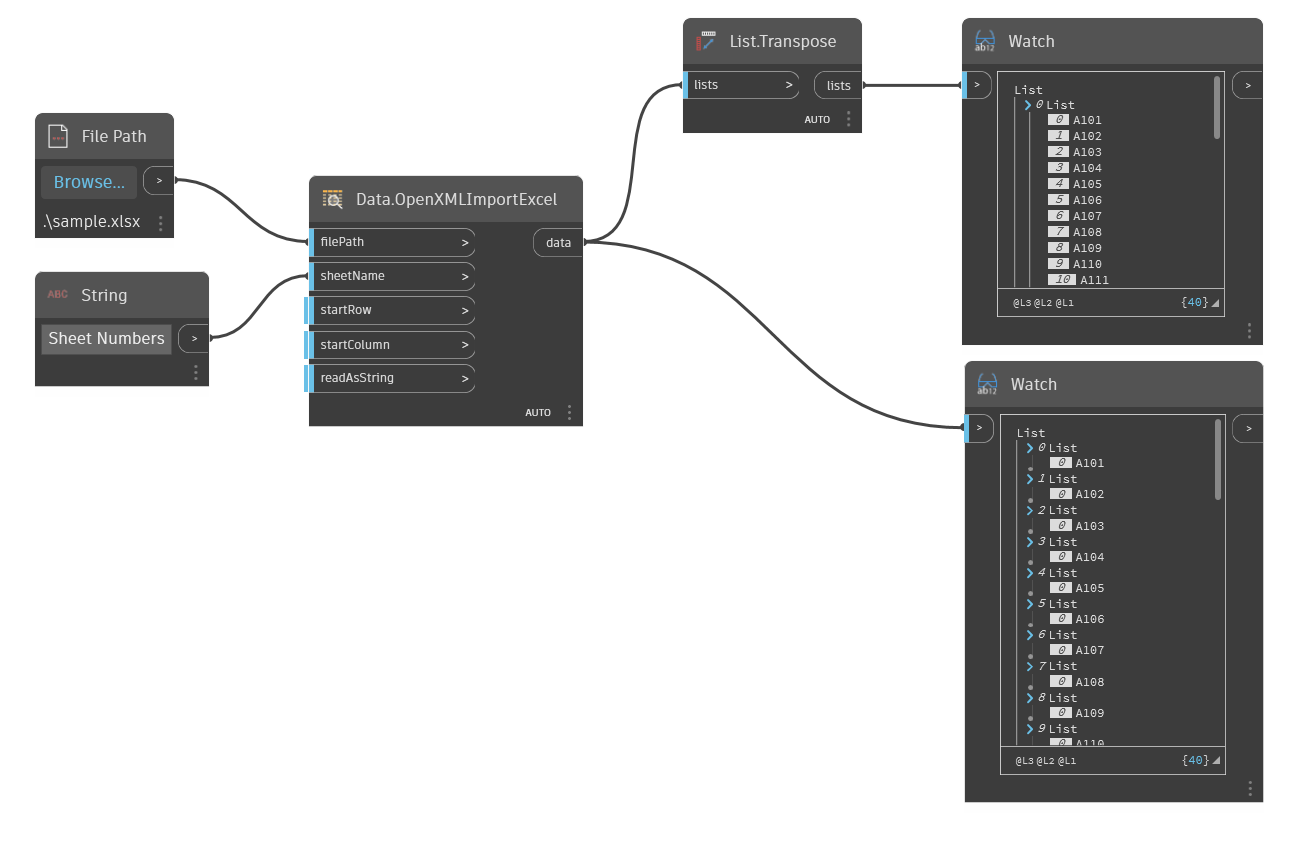 File Path
Browse...
>
.\sample.xlsx
ABC
String
Sheet Numbers
>
Data.OpenXMLImportExcel
filePath >
data
sheetName >
startRow >
startColumn >
readAsString >
AUTO
List.Transpose
lists >
lists
AUTO
ab12
Watch
>
>
List
0 List
0 A101
1 A102
2 A103
3 A104
4 A105
5 A106
6 A107
7 A108
8 A109
9 A110
10 A111
@L3 @L2 @L1 {40}
ab12
Watch
>
>
List
0 List
0 A101
1 List
0 A102
2 List
0 A103
3 List
0 A104
4 List
0 A105
5 List
0 A106
6 List
0 A107
7 List
0 A108
8 List
0 A109
9 List
0 A110
@L3 @L2 @L1 {40}